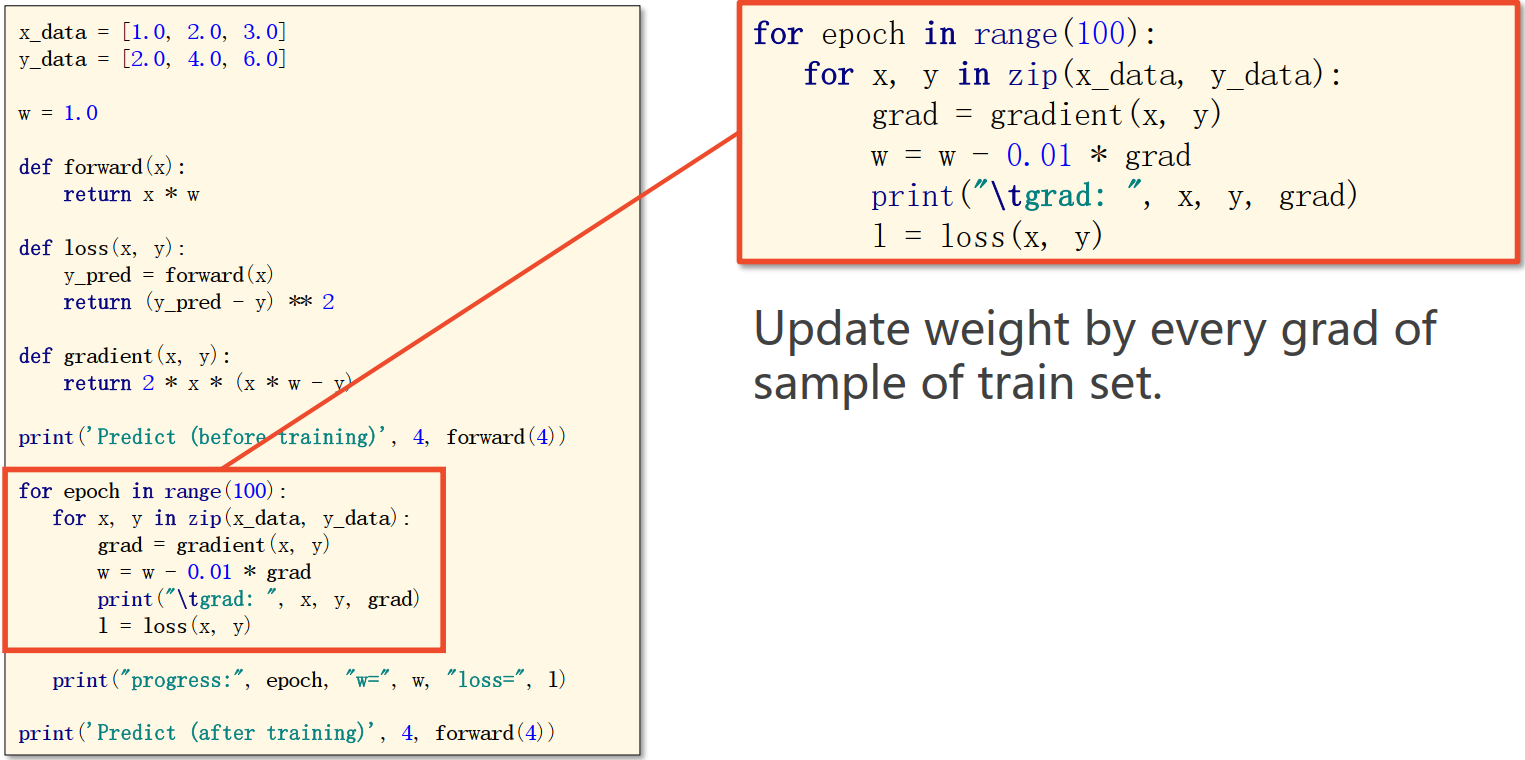 x_data = [1.0, 2.0, 3.0]
y_data = [2.0, 4.0, 6.0]
w = 1.0
def forward(x):
    return x * w
def loss(x, y):
    y_pred = forward(x)
    return (y_pred - y) ** 2
def gradient(x, y):
    return 2 * x * (x * w - y)
print('Predict (before training)', 4, forward(4))
for epoch in range(100):
   for x, y in zip(x_data, y_data):
       grad = gradient(x, y)
       w = w - 0.01 * grad
       print("\tgrad: ", x, y, grad)
       l = loss(x, y)
   print("progress:", epoch, "w=", w, "loss=", l)
print('Predict (after training)', 4, forward(4))
for epoch in range(100):
   for x, y in zip(x_data, y_data):
       grad = gradient(x, y)
       w = w - 0.01 * grad
       print("\tgrad: ", x, y, grad)
       l = loss(x, y)
Update weight by every grad of
sample of train set.